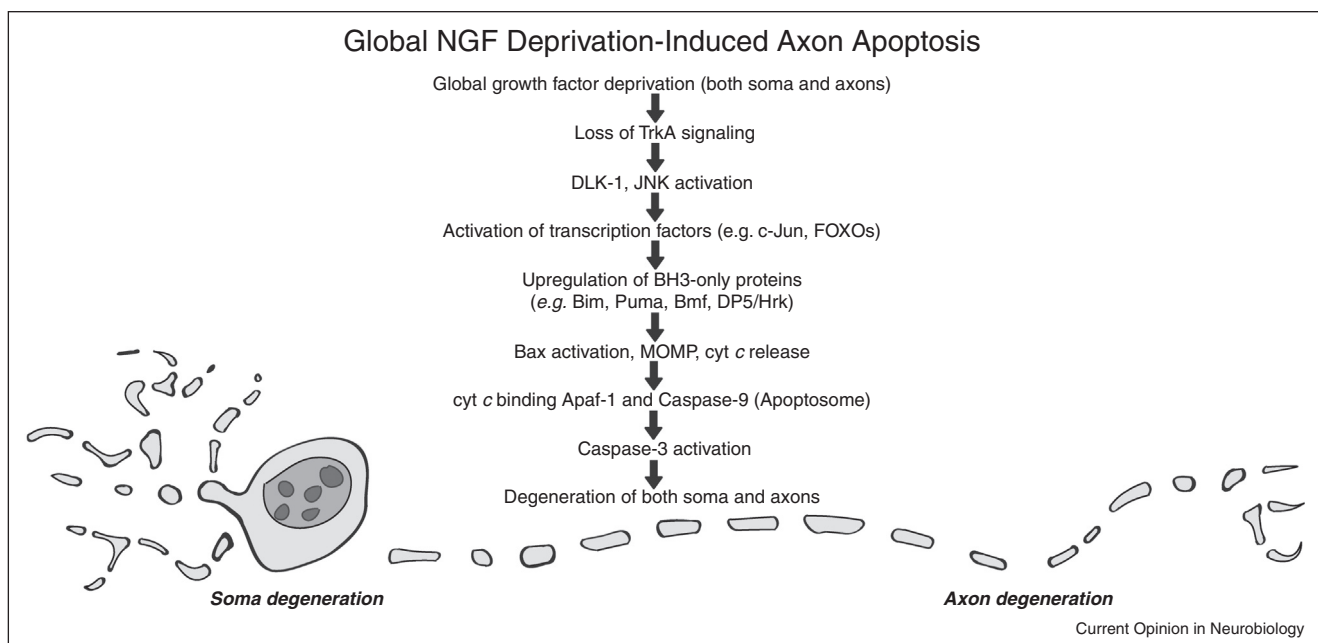 Global NGF Deprivation-Induced Axon Apoptosis
Global growth factor deprivation (both soma and axons)
Loss of TrkA signaling
DLK-1, JNK activation
Activation of transcription factors (e.g. c-Jun, FOXOs)
Upregulation of BH3-only proteins
(e.g. Bim, Puma, Bmf, DP5/Hrk)
Bax activation, MOMP, cyt c release
cyt c binding Apaf-1 and Caspase-9 (Apoptosome)
Caspase-3 activation
Degeneration of both soma and axons
Soma degeneration
Axon degeneration
Current Opinion in Neurobiology